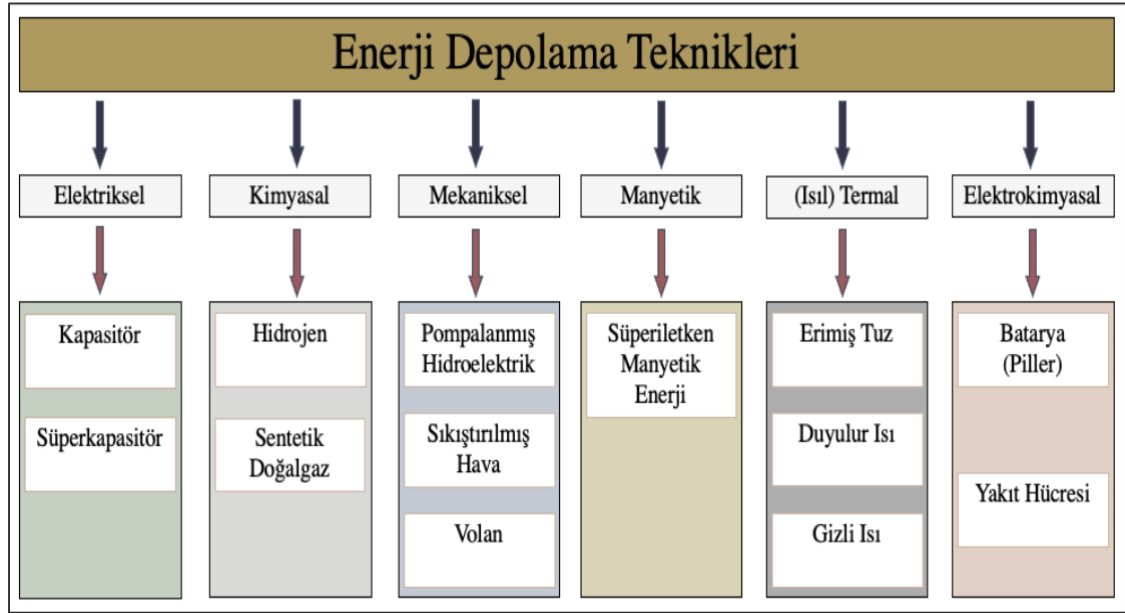 Enerji Depolama Teknikleri
Elektriksel
Kimyasal
Mekaniksel
Manyetik
(Isıl) Termal
Elektrokimyasal
Kapasitör
Süperkapasitör
Hidrojen
Sentetik
Doğalgaz
Pompalanmış
Hidroelektrik
Sıkıştırılmış
Hava
Volan
Süperiletken
Manyetik
Enerji
Erimiş Tuz
Duyulur Isı
Gizli Isı
Batarya
(Piller)
Yakıt Hücresi